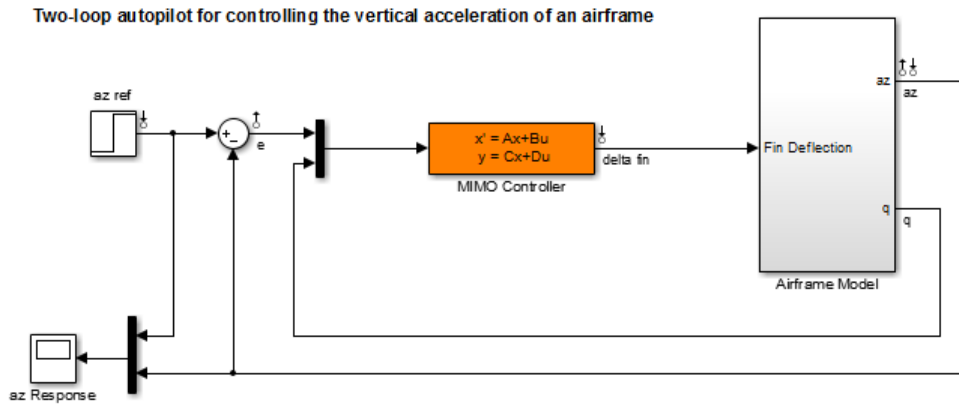 Two-loop autopilot for controlling the vertical acceleration of an airframe
az ref
+
−
e
x' = Ax+Bu
y = Cx+Du
MIMO Controller
delta fin
Fin Deflection
az
az
q
q
Airframe Model
az Response